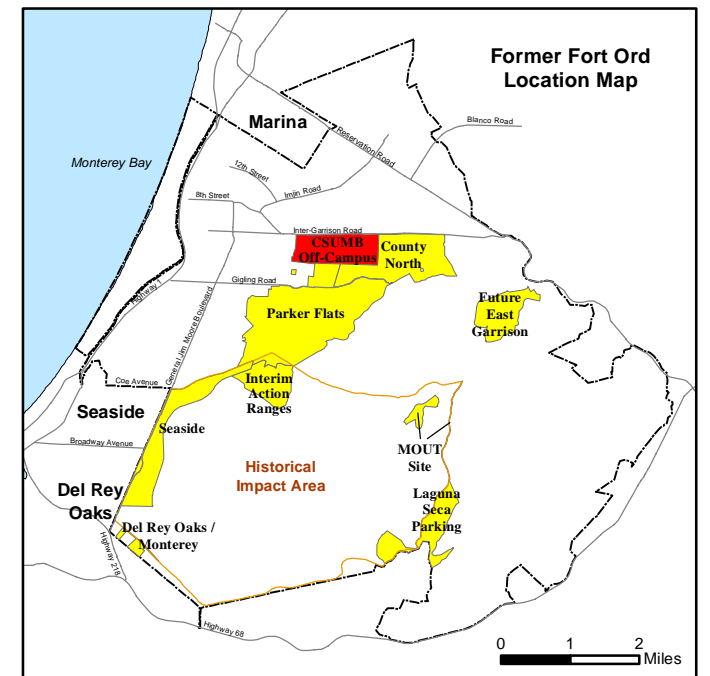 Former Fort Ord
Location Map
Marina
Blanco Road
Reservation Road
Monterey Bay
12th Street
Imjin Road
8th Street
Inter-Garrison Road
CSUMB
Off-Campus
County
North
Gigling Road
Highway 1
General Jim Moore Boulevard
Parker Flats
Future
East
Garrison
Coe Avenue
Interim
Action
Ranges
Seaside
Seaside
Broadway Avenue
MOUT
Site
Historical
Impact Area
Del Rey
Oaks
Laguna
Seca
Parking
Del Rey Oaks /
Monterey
Highway 218
Highway 68
0 1 2
Miles